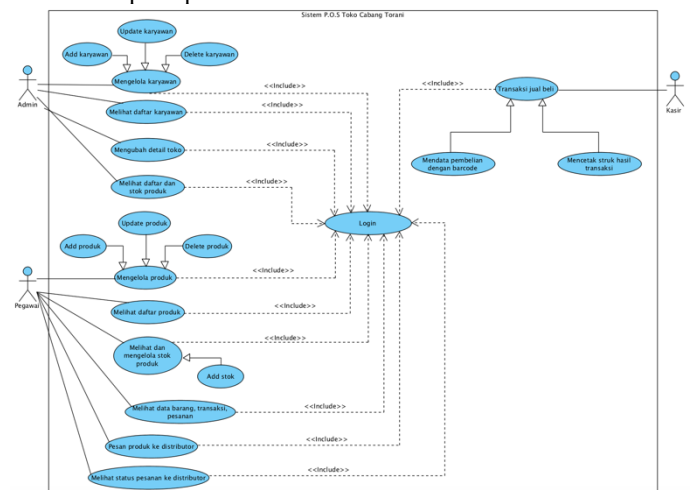 Sistem P.O.S Toko Cabang Torani
Update karyawan
Add karyawan
Delete karyawan
Mengelola karyawan
<<Include>>
Admin
Melihat daftar karyawan
<<Include>>
Mengubah detail toko
<<Include>>
Melihat daftar dan
stok produk
<<Include>>
<<Include>>
Transaksi jual beli
Kasir
Mendata pembelian
dengan barcode
Mencetak struk hasil
transaksi
Login
Update produk
Add produk
Delete produk
Mengelola produk
<<Include>>
Pegawai
Melihat daftar produk
<<Include>>
Melihat dan
mengelola stok
produk
<<Include>>
Add stok
Melihat data barang, transaksi,
pesanan
<<Include>>
Pesan produk ke distributor
<<Include>>
Melihat status pesanan ke distributor
<<Include>>